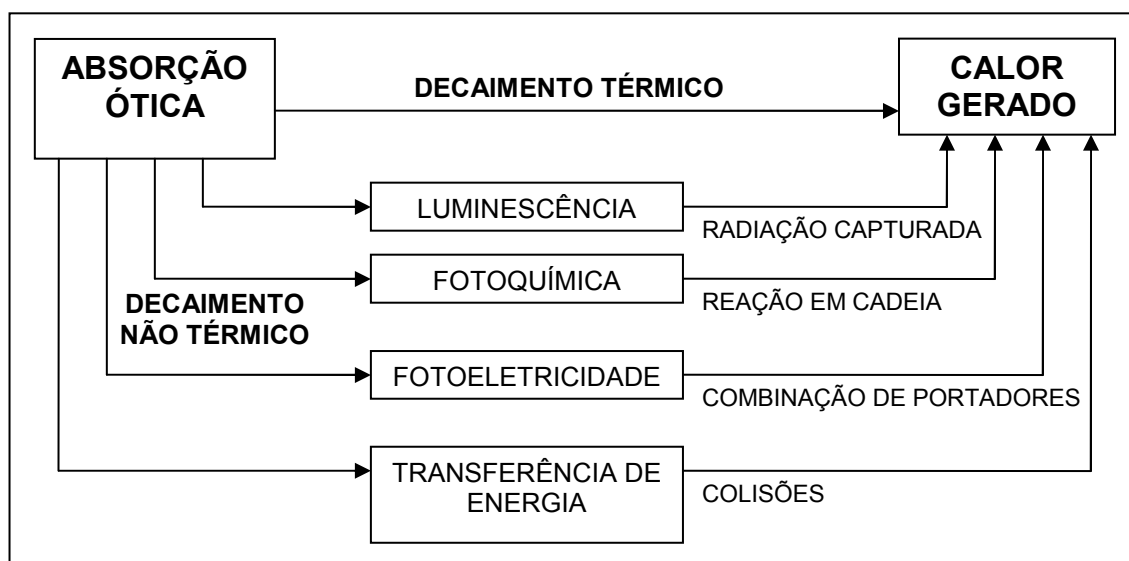 ABSORÇÃO
ÓTICA
DECAIMENTO TÉRMICO
CALOR
GERADO
LUMINESCÊNCIA
RADIAÇÃO CAPTURADA
FOTOQUÍMICA
REAÇÃO EM CADEIA
DECAIMENTO
NÃO TÉRMICO
FOTOELETRICIDADE
COMBINAÇÃO DE PORTADORES
TRANSFERÊNCIA DE
ENERGIA
COLISÕES